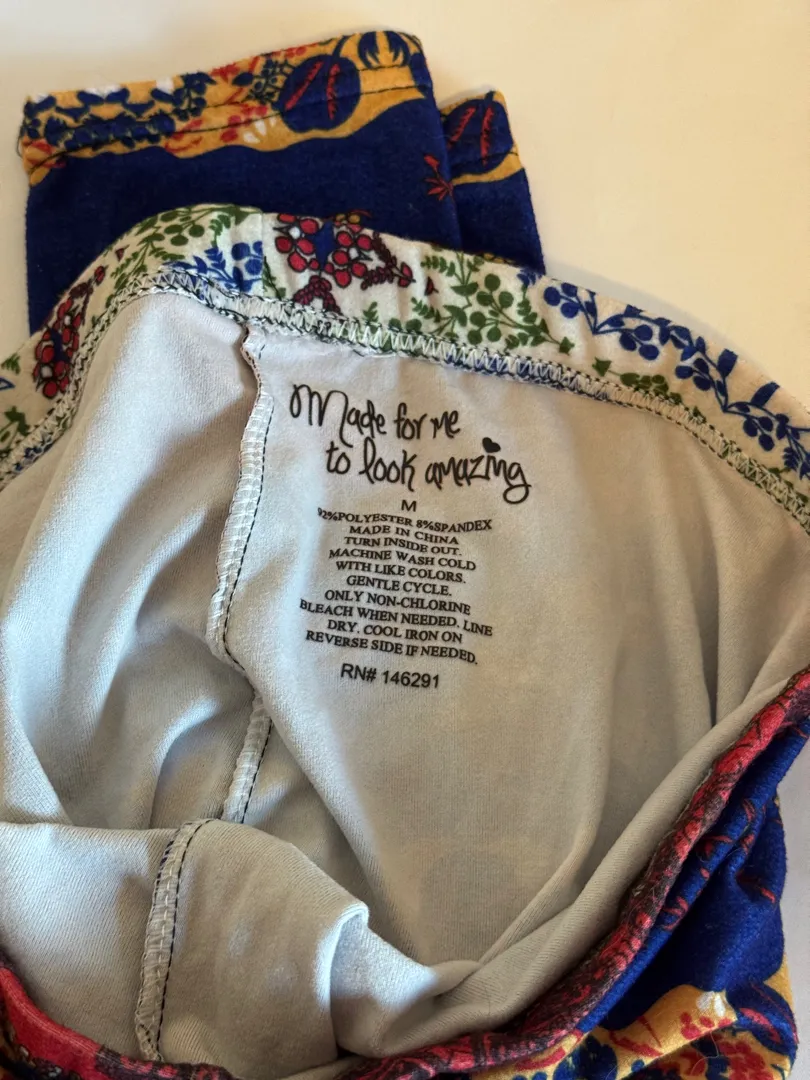 Made for me
to look amazing
M
92%POLYESTER 8%SPANDEX
MADE IN CHINA
TURN INSIDE OUT.
MACHINE WASH COLD
WITH LIKE COLORS.
GENTLE CYCLE.
ONLY NON-CHLORINE
BLEACH WHEN NEEDED. LINE
DRY. COOL IRON ON
REVERSE SIDE IF NEEDED.
RN# 146291